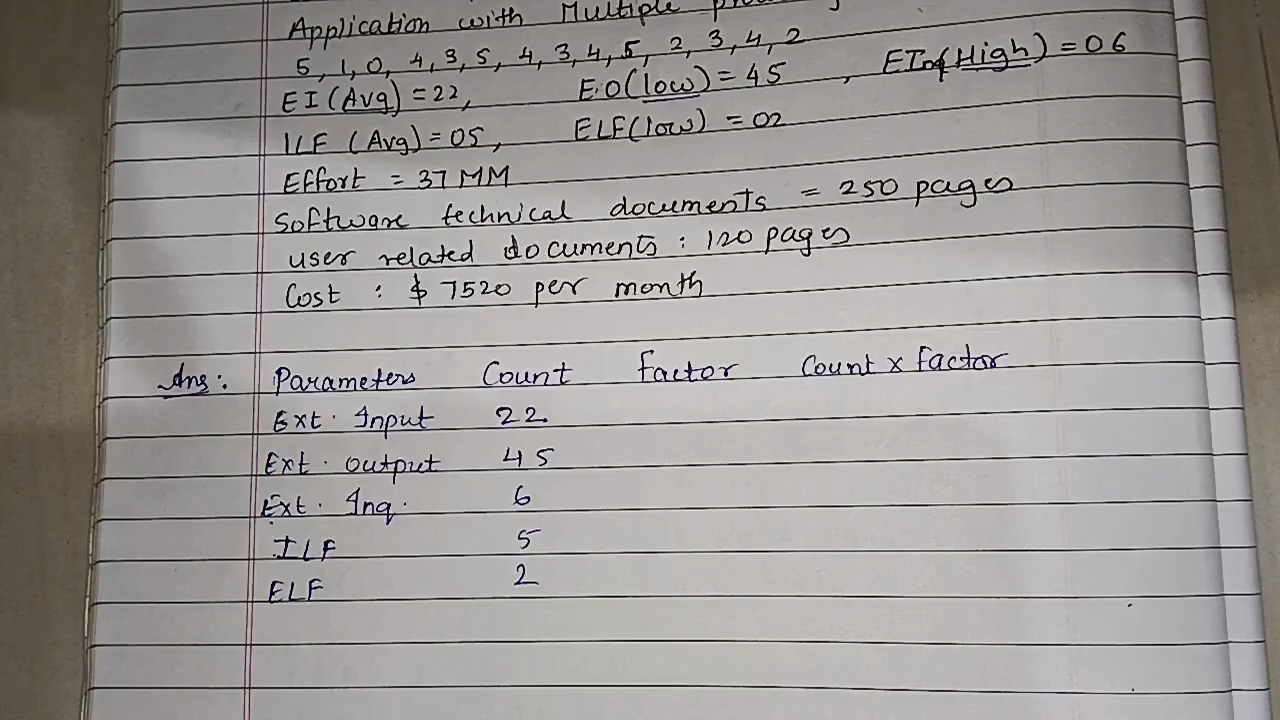 Application with Multiple
5, 1, 0, 4, 3, 5, 4, 3, 4, 5, 2, 3, 4, 2
EI (Avg) = 22, E.O (low) = 45, EInq (High) = 06
ILF (Avg) = 05, ELF (low) = 02
Effort = 37 MM
Software technical documents = 250 pages
user related documents : 120 pages
Cost : $ 7520 per month
Ans: Parameters Count Factor Count x Factor
Ext. Input 22
Ext. output 45
Ext. Inq. 6
ILF 5
ELF 2